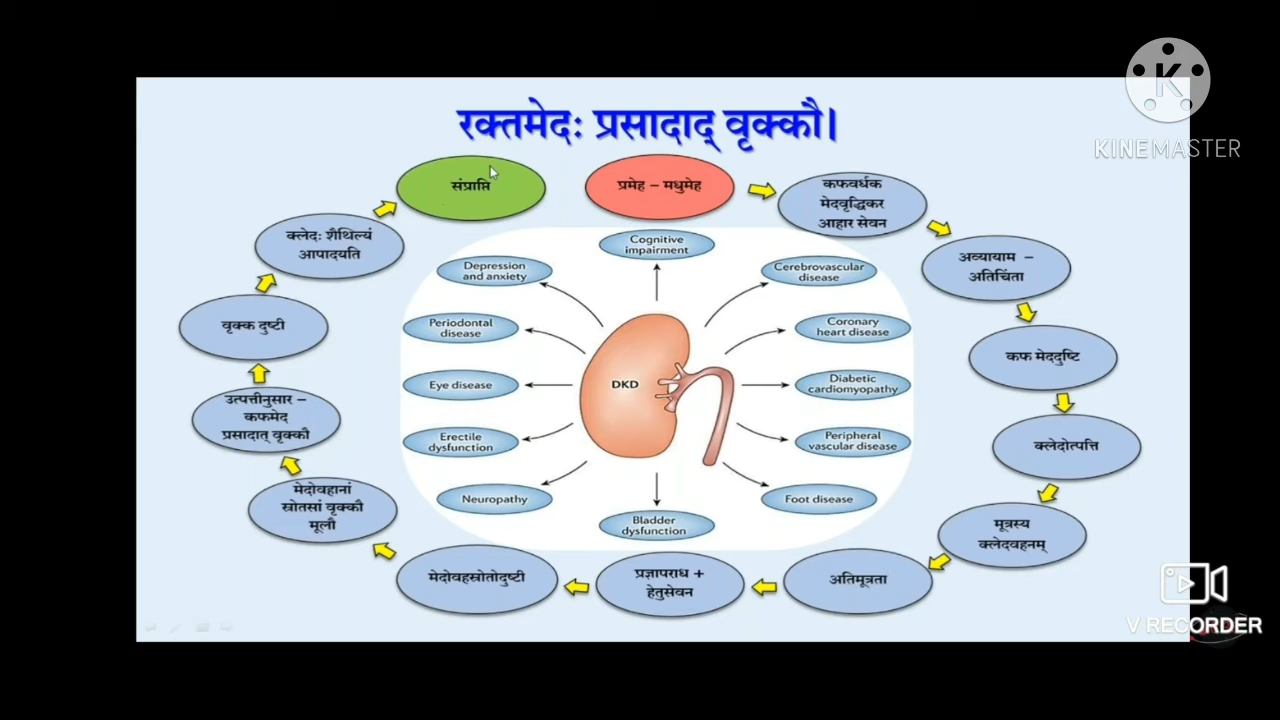 रक्तमेदः प्रसादाद् वृक्कौ।
संप्राप्ति
प्रमेह – मधुमेह
कफवर्धक
मेदवृद्धिकर
आहार सेवन
अव्यायाम –
अतिचिंता
कफ मेददुष्टि
क्लेदोत्पत्ति
मूत्रस्य
क्लेदवहनम्
अतिमूत्रता
प्रज्ञापराध +
हेतुसेवन
मेदोवहस्रोतोदुष्टी
मेदोवहानां
स्रोतसां वृक्कौ
मूलौ
उत्पत्तीनुसार –
कफमेद
प्रसादात् वृक्कौ
वृक्क दुष्टी
क्लेदः शैथिल्यं
आपादयति
Cognitive
impairment
Depression
and anxiety
Cerebrovascular
disease
Periodontal
disease
Coronary
heart disease
Eye disease
DKD
Diabetic
cardiomyopathy
Erectile
dysfunction
Peripheral
vascular disease
Neuropathy
Foot disease
Bladder
dysfunction
K
KINEMASTER
V RECORDER